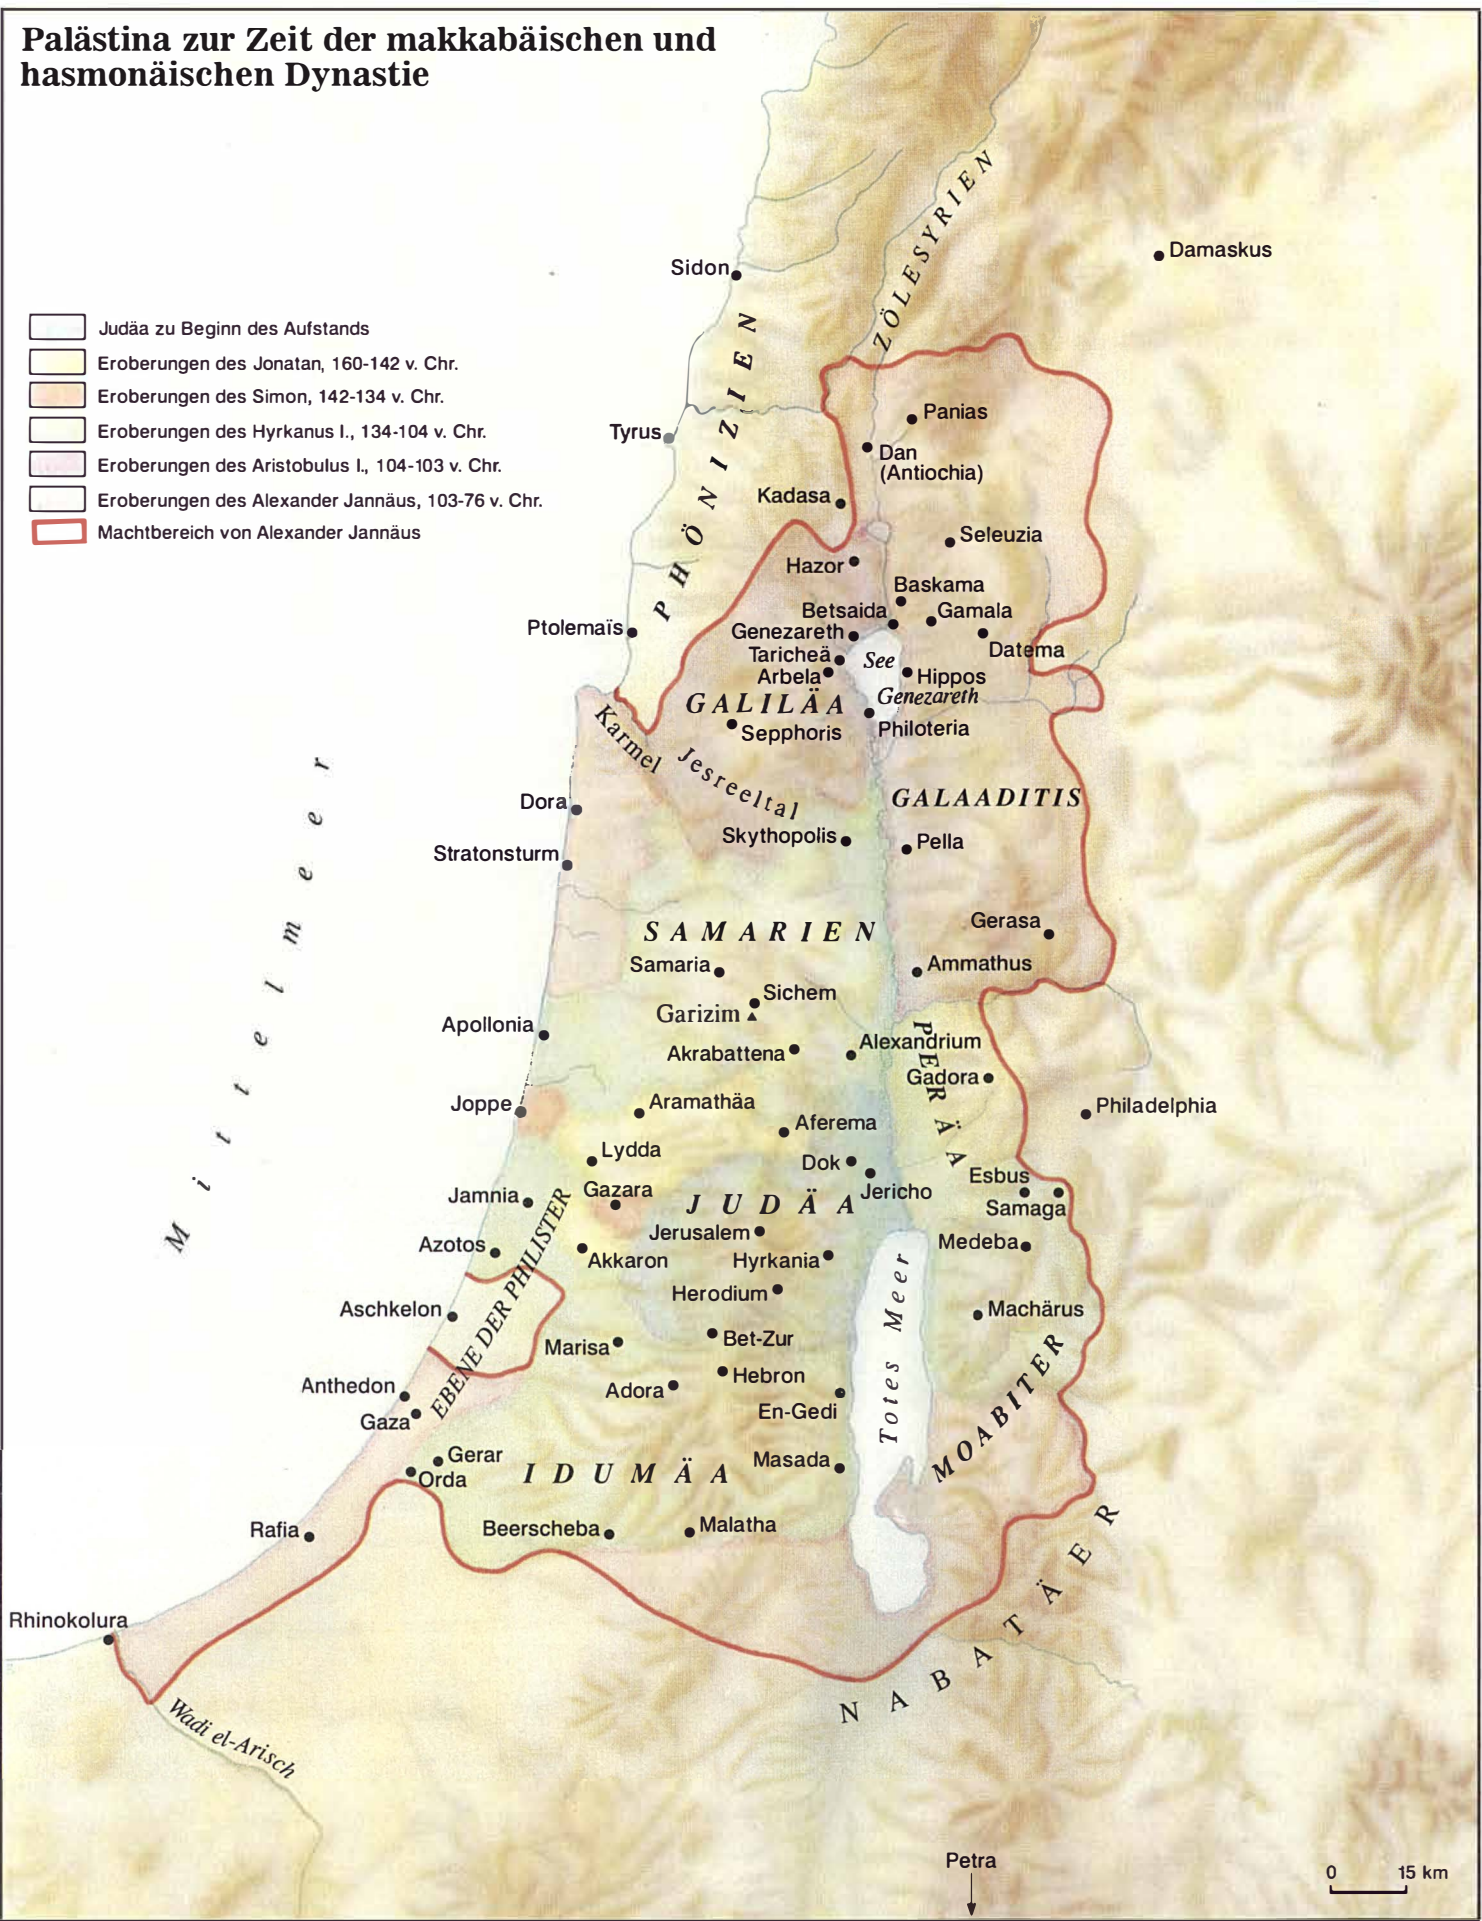 Palästina zur Zeit der makkabäischen und
hasmonäischen Dynastie
Judäa zu Beginn des Aufstands
Eroberungen des Jonatan, 160-142 v. Chr.
Eroberungen des Simon, 142-134 v. Chr.
Eroberungen des Hyrkanus I., 134-104 v. Chr.
Eroberungen des Aristobulus I., 104-103 v. Chr.
Eroberungen des Alexander Jannäus, 103-76 v. Chr.
Machtbereich von Alexander Jannäus
ZÖLESYRIEN
Damaskus
Sidon
PHÖNIZIEN
Tyrus
Panias
Dan
(Antiochia)
Kadasa
Seleuzia
Hazor
Baskama
Betsaida
Gamala
Ptolemaïs
Genezareth
Datema
Taricheä
See
Genezareth
Arbela
Hippos
GALILÄA
Karmel
Sepphoris
Philoteria
Jesreeltal
Mittelmeer
Dora
GALAADITIS
Skythopolis
Pella
Stratonsturm
SAMARIEN
Gerasa
Samaria
Ammathus
Sichem
Garizim
Apollonia
Akrabattena
Alexandrium
PERÄA
Gadora
Joppe
Aramathäa
Philadelphia
Aferema
Lydda
Dok
Jericho
Esbus
Jamnia
Gazara
JUDÄA
Samaga
Jerusalem
Medeba
Azotos
Akkaron
Hyrkania
EBENE DER PHILISTER
Herodium
Totes Meer
Aschkelon
Machärus
Marisa
Bet-Zur
Hebron
Anthedon
Adora
En-Gedi
Gaza
MOABITER
Gerar
Orda
IDUMÄA
Masada
Rafia
Beerscheba
Malatha
NABATÄER
Rhinokolura
Wadi el-Arisch
Petra
0 15 km